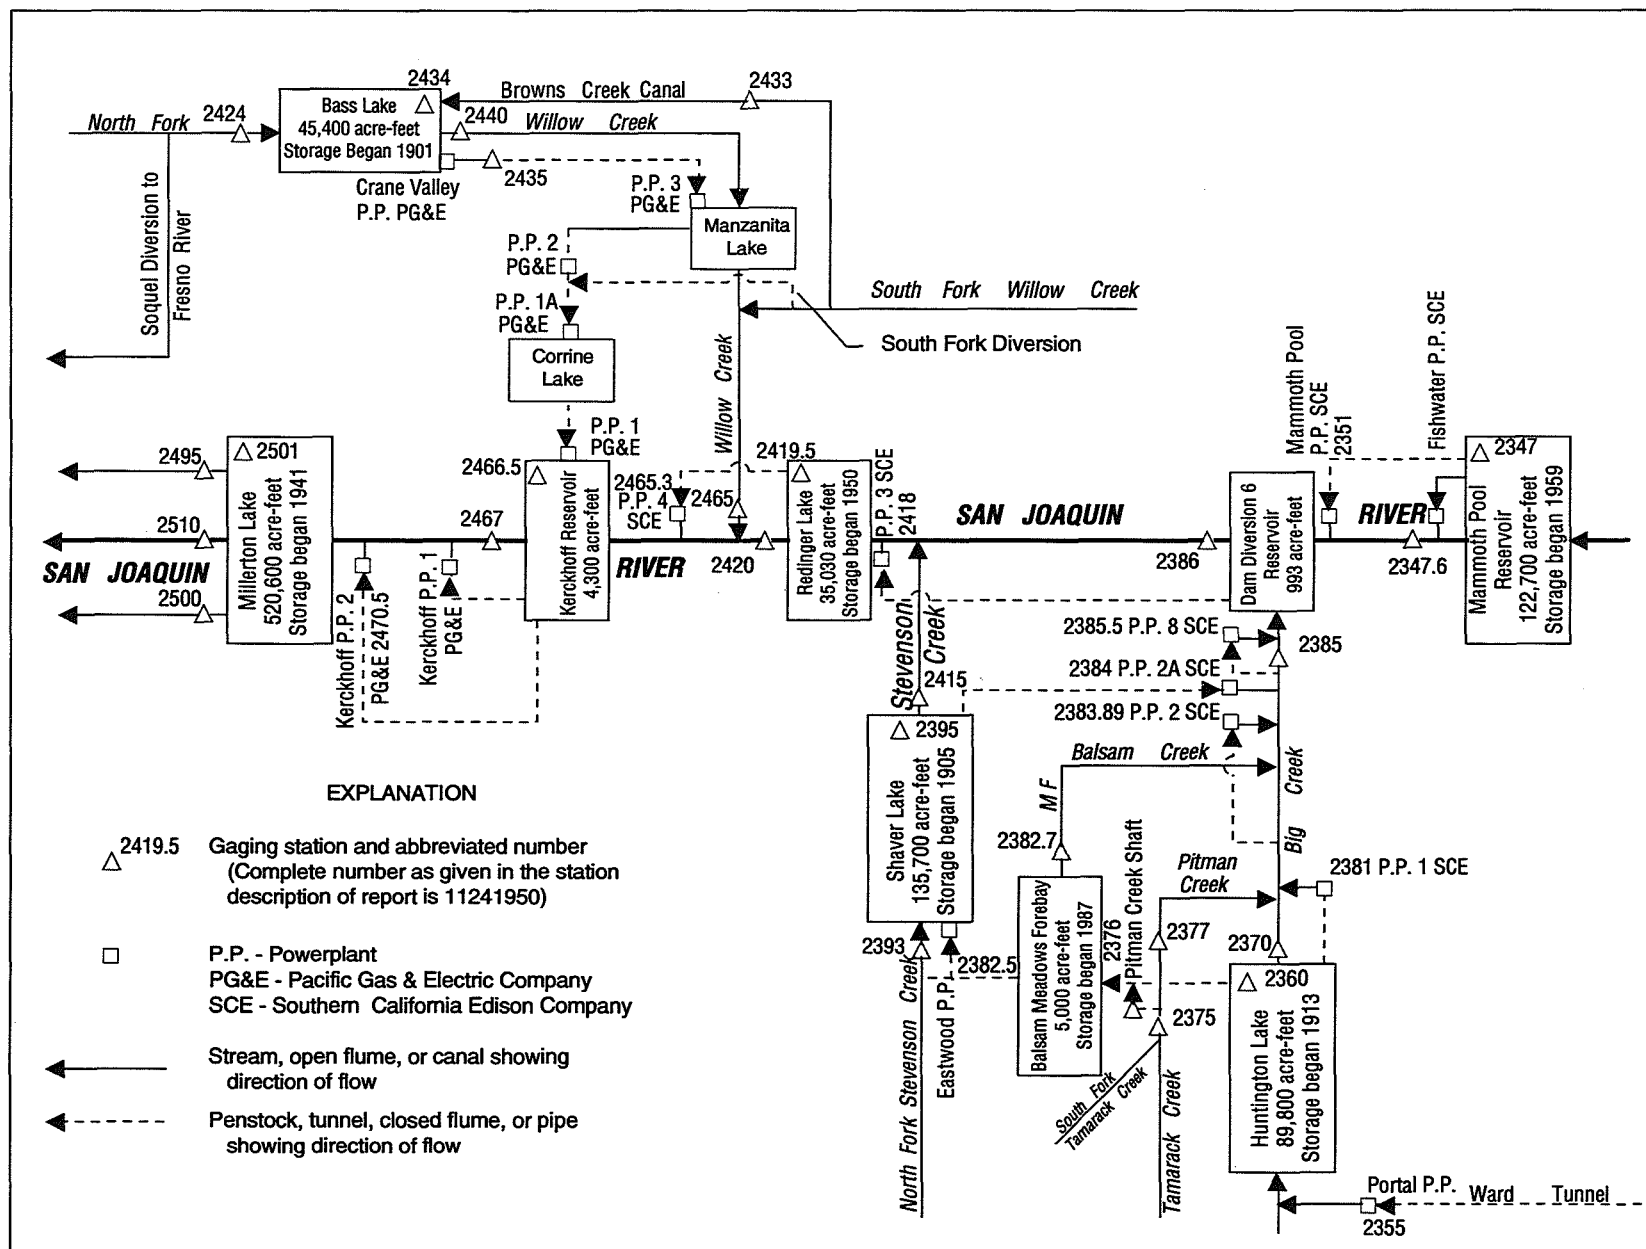 2434
Browns Creek Canal
2433
Bass Lake
45,400 acre-feet
Storage Began 1901
North Fork
2424
2440
Willow Creek
2435
Crane Valley
P.P. PG&E
P.P. 3
PG&E
Manzanita
Lake
Soquel Diversion to
Fresno River
P.P. 2
PG&E
P.P. 1A
PG&E
South Fork Willow Creek
South Fork Diversion
Corrine
Lake
Willow Creek
P.P. 1
PG&E
Mammoth Pool
P.P. SCE
2351
Fishwater P.P. SCE
2495
2501
Millerton Lake
520,600 acre-feet
Storage began 1941
2510
SAN JOAQUIN
2500
2466.5
2467
Kerckhoff Reservoir
4,300 acre-feet
2465.3
P.P. 4
SCE
2465
RIVER
2420
2419.5
Redinger Lake
35,030 acre-feet
Storage began 1950
P.P. 3 SCE
2418
SAN JOAQUIN
2386
Dam Diversion 6
Reservoir
993 acre-feet
RIVER
2347.6
2347
Mammoth Pool
Reservoir
122,700 acre-feet
Storage began 1959
Kerckhoff P.P. 2
PG&E 2470.5
Kerckhoff P.P. 1
PG&E
Stevenson
Creek
2415
2385.5 P.P. 8 SCE
2385
2384 P.P. 2A SCE
2383.89 P.P. 2 SCE
2395
Shaver Lake
135,700 acre-feet
Storage began 1905
Balsam Creek
M F
Big Creek
2382.7
Pitman Creek Shaft
2376
Pitman
Creek
2381 P.P. 1 SCE
2377
2370
2393
2382.5
Eastwood P.P.
Balsam Meadows Forebay
5,000 acre-feet
Storage began 1987
2375
2360
Huntington Lake
89,800 acre-feet
Storage began 1913
North Fork Stevenson Creek
South Fork
Tamarack Creek
Tamarack Creek
Portal P.P.
Ward Tunnel
2355
EXPLANATION
2419.5
Gaging station and abbreviated number
(Complete number as given in the station
description of report is 11241950)
P.P. - Powerplant
PG&E - Pacific Gas & Electric Company
SCE - Southern California Edison Company
Stream, open flume, or canal showing
direction of flow
Penstock, tunnel, closed flume, or pipe
showing direction of flow